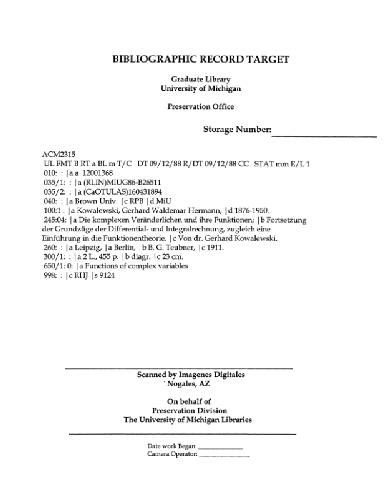 BIBLIOGRAPHIC RECORD TARGET
Graduate Library
University of Michigan
Preservation Office
Storage Number:
ACM2315
UL FMT B RT a BL m T/C DT 09/12/88 R/DT 09/12/88 CC STAT mm E/L 1
010: : |a a 12001368
035/1: : |a (RLIN)MIUG86-B26511
035/2: : |a (CaOTULAS)160431894
040: : |a Brown Univ. |c RPB |d MiU
100:1 : |a Kowalewski, Gerhard Waldemar Hermann, |d 1876-1950.
245:04: |a Die komplexen Veränderlichen und ihre Funktionen; |b Fortsetzung
der Grundzüge der Differential- und Integralrechnung, zugleich eine
Einführung in die Funktionentheorie. |c Von dr. Gerhard Kowalewski.
260: : |a Leipzig, |a Berlin, |b B. G. Teubner, |c 1911.
300/1: : |a 2 L., 455 p. |b diagr. |c 23 cm.
650/1: 0: |a Functions of complex variables
998: : |c RHJ |s 9124
Scanned by Imagenes Digitales
Nogales, AZ
On behalf of
Preservation Division
The University of Michigan Libraries
Date work Began:
Camera Operator: